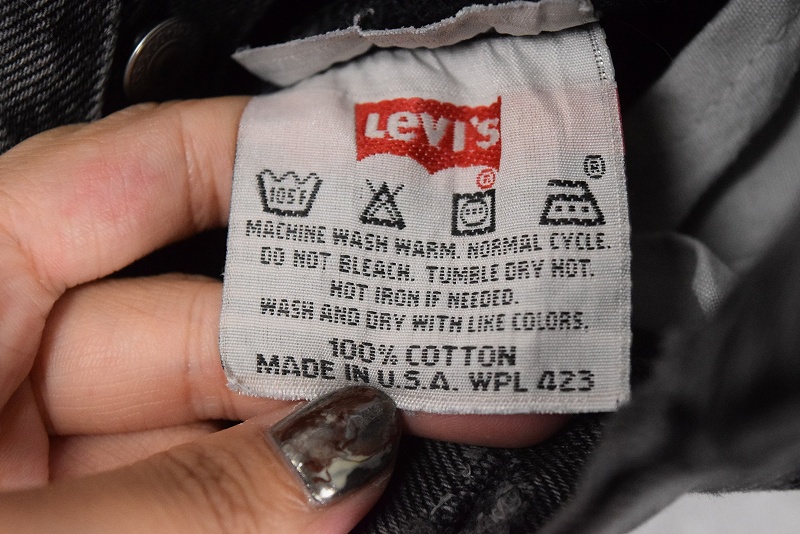 Levi's
®
®
105F
MACHINE WASH WARM. NORMAL CYCLE.
DO NOT BLEACH. TUMBLE DRY HOT.
HOT IRON IF NEEDED.
WASH AND DRY WITH LIKE COLORS.
100% COTTON
MADE IN U.S.A. WPL 423